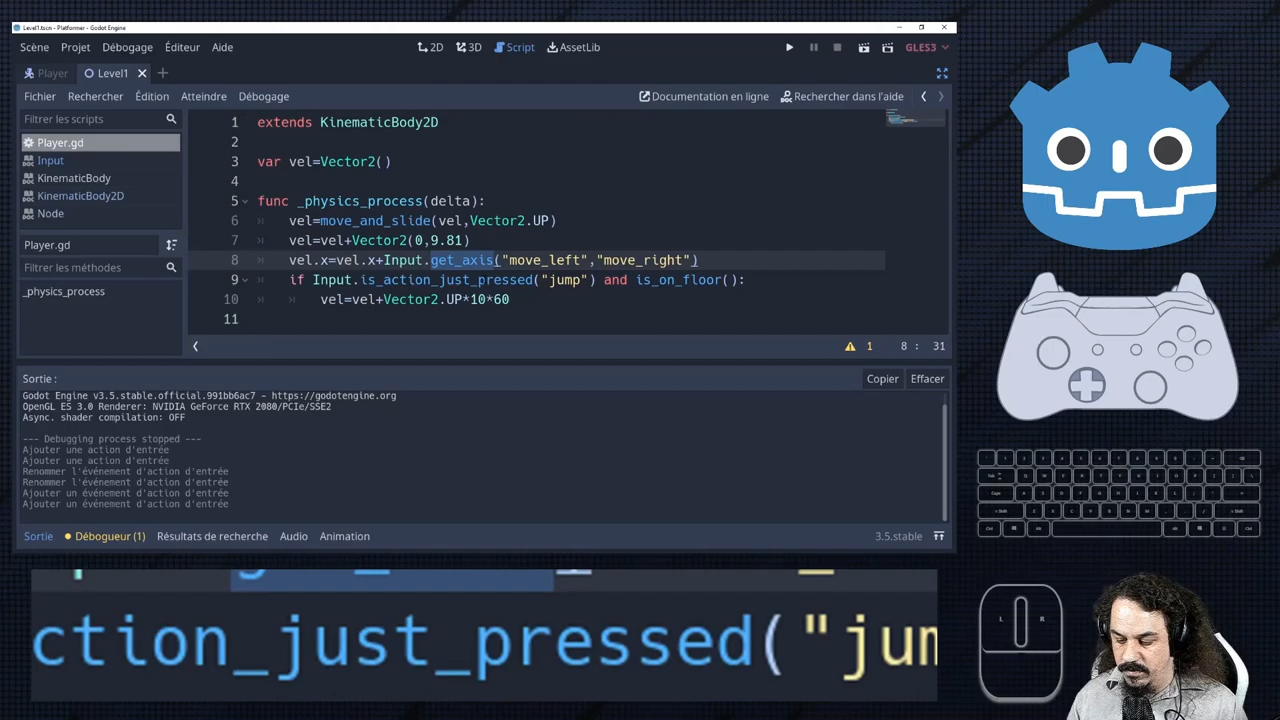 Level1.tscn - Platformer - Godot Engine
Scène Projet Débogage Éditeur Aide
2D 3D Script AssetLib
GLES3
Player Level1
Fichier Rechercher Édition Atteindre Débogage
Documentation en ligne Rechercher dans l'aide
Filtrer les scripts
Player.gd
Input
KinematicBody
KinematicBody2D
Node
Player.gd
Filtrer les méthodes
_physics_process
1 extends KinematicBody2D
2
3 var vel=Vector2()
4
5 func _physics_process(delta):
6 vel=move_and_slide(vel,Vector2.UP)
7 vel=vel+Vector2(0,9.81)
8 vel.x=vel.x+Input.get_axis("move_left","move_right")
9 if Input.is_action_just_pressed("jump") and is_on_floor():
10 vel=vel+Vector2.UP*10*60
11
1 8 : 31
Sortie :
Copier Effacer
Godot Engine v3.5.stable.official.991bb6ac7 - https://godotengine.org
OpenGL ES 3.0 Renderer: NVIDIA GeForce RTX 2080/PCIe/SSE2
Async. shader compilation: OFF
--- Debugging process stopped ---
Ajouter une action d'entrée
Ajouter une action d'entrée
Renommer l'événement d'action d'entrée
Renommer l'événement d'action d'entrée
Ajouter un événement d'action d'entrée
Ajouter un événement d'action d'entrée
Sortie Débogueur (1) Résultats de recherche Audio Animation
3.5.stable
ction_just_pressed("jum
L R